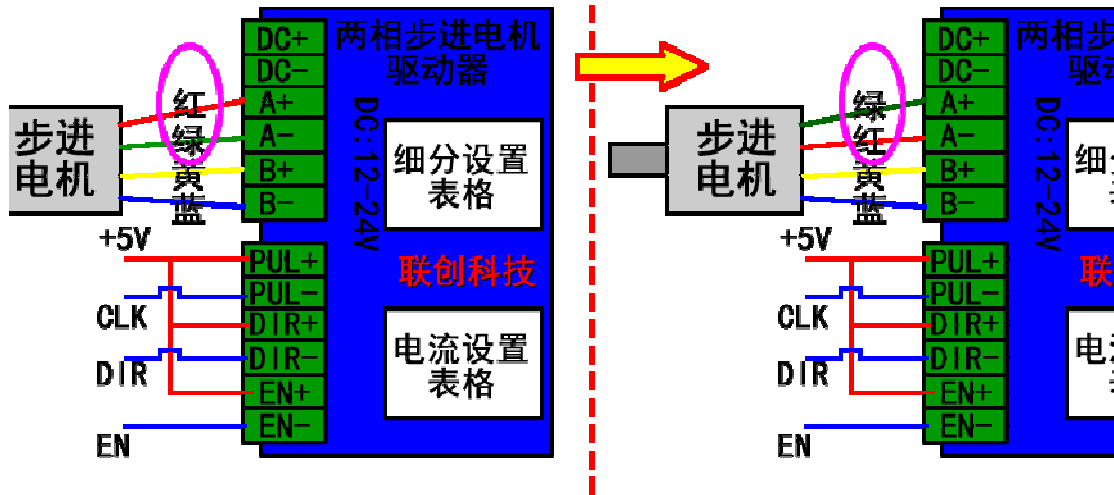 DC+
DC-
A+
A-
B+
B-
两相步进电机
驱动器
DC:12-24V
红
绿
黄
蓝
步进
电机
细分设置
表格
+5V
PUL+
PUL-
DIR+
DIR-
EN+
EN-
联创科技
CLK
DIR
EN
电流设置
表格
DC+
DC-
A+
A-
B+
B-
两相步
驱动
DC:12-24V
绿
红
黄
蓝
步进
电机
细
+5V
PUL+
PUL-
DIR+
DIR-
EN+
EN-
联
CLK
DIR
EN
电